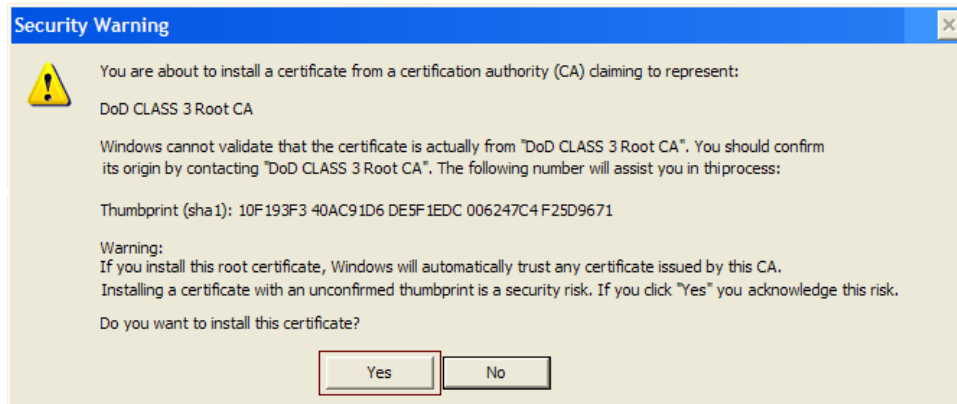 Security Warning
You are about to install a certificate from a certification authority (CA) claiming to represent:
DoD CLASS 3 Root CA
Windows cannot validate that the certificate is actually from "DoD CLASS 3 Root CA". You should confirm
its origin by contacting "DoD CLASS 3 Root CA". The following number will assist you in thiprocess:
Thumbprint (sha1): 10F193F3 40AC91D6 DE5F1EDC 006247C4 F25D9671
Warning:
If you install this root certificate, Windows will automatically trust any certificate issued by this CA.
Installing a certificate with an unconfirmed thumbprint is a security risk. If you click "Yes" you acknowledge this risk.
Do you want to install this certificate?
Yes No